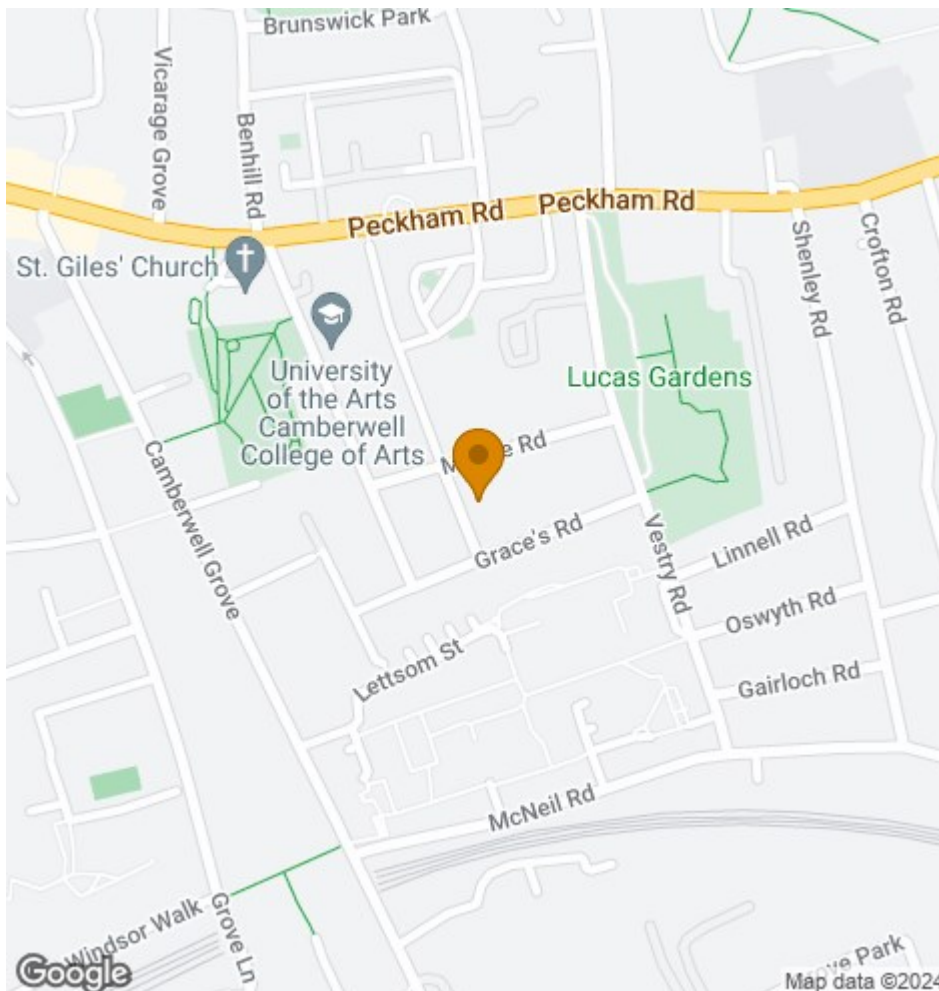 Brunswick Park
Vicarage Grove
Benhill Rd
Peckham Rd
Peckham Rd
St. Giles' Church
Shenley Rd
Crofton Rd
University
of the Arts
Camberwell
College of Arts
Lucas Gardens
Rd
Camberwell Grove
Grace's Rd
Vestry Rd
Linnell Rd
Oswyth Rd
Lettsom St
Gairloch Rd
McNeil Rd
Windsor Walk
Grove Ln
Park
Google
Map data ©2024